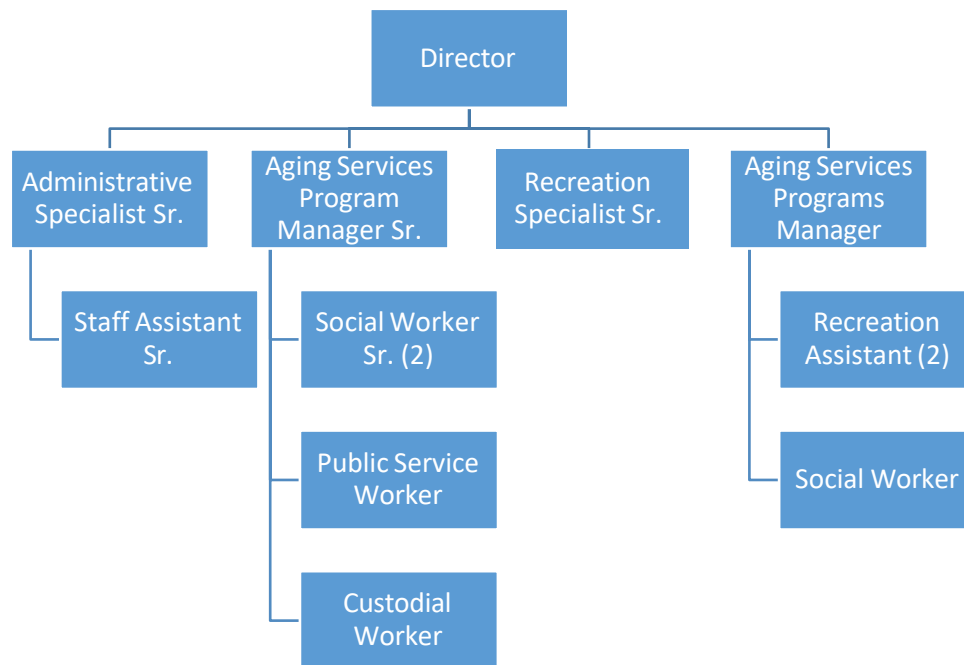 Director
Administrative
Specialist Sr.
Aging Services
Program
Manager Sr.
Recreation
Specialist Sr.
Aging Services
Programs
Manager
Staff Assistant
Sr.
Social Worker
Sr. (2)
Recreation
Assistant (2)
Public Service
Worker
Social Worker
Custodial
Worker